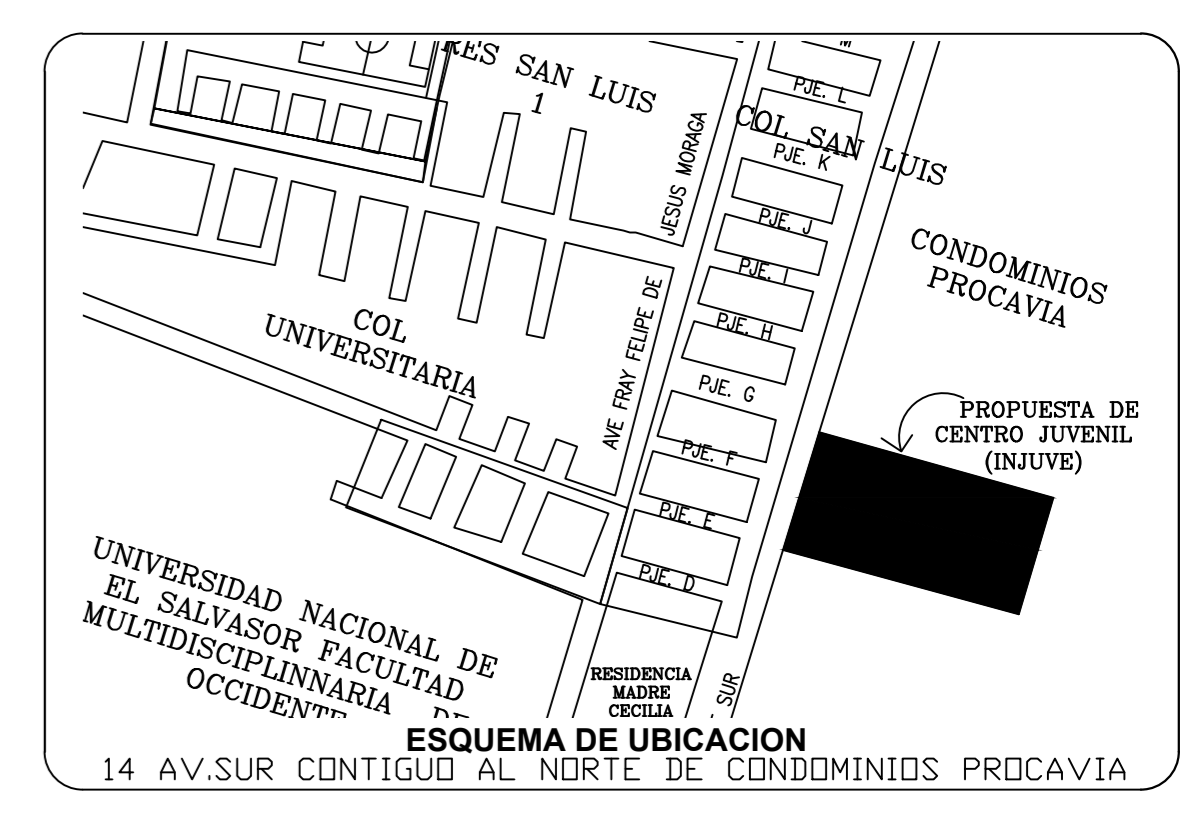 M
RES SAN LUIS
1
PJE. L
COL SAN LUIS
JESUS MORAGA
PJE. K
PJE. J
CONDOMINIOS
PROCAVIA
PJE. I
AVE FRAY FELIPE DE
PJE. H
COL
UNIVERSITARIA
PJE. G
PROPUESTA DE
CENTRO JUVENIL
(INJUVE)
PJE. F
PJE. E
PJE. D
UNIVERSIDAD NACIONAL DE
EL SALVASOR FACULTAD
MULTIDISCIPLINNARIA DE
OCCIDENTE
RESIDENCIA
MADRE
CECILIA
SUR
ESQUEMA DE UBICACION
14 AV.SUR CONTIGUO AL NORTE DE CONDOMINIOS PROCAVIA